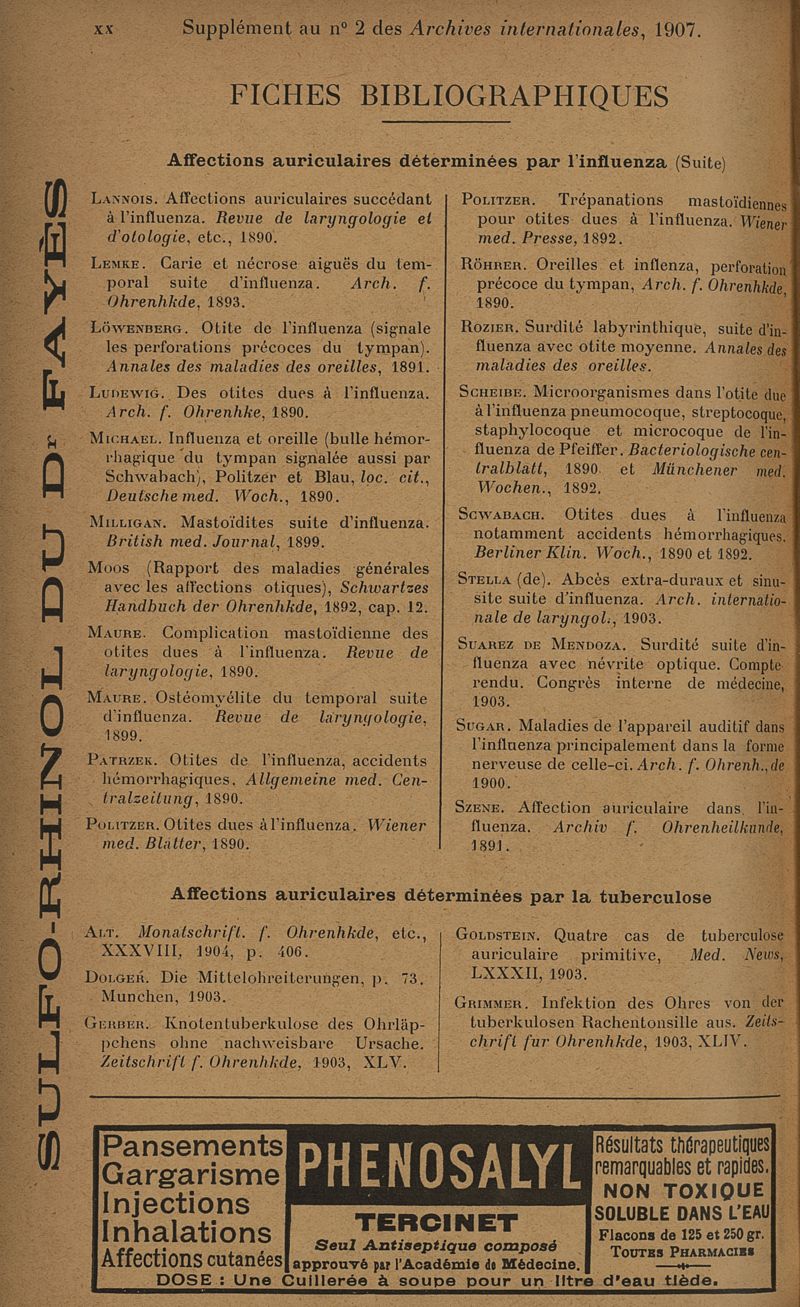 xx Supplément au n° 2 des Archives internationales, 1907.
FICHES BIBLIOGRAPHIQUES
Affections auriculaires déterminées par l'influenza (Suite)
LANNOIS. Affections auriculaires succédant
à l'influenza. Revue de laryngologie et
d'otologie, etc., 1890.
LEMKE. Carie et nécrose aiguës du tem-
poral suite d'influenza. Arch. f.
Ohrenhkde, 1893.
LÖWENBERG. Otite de l'influenza (signale
les perforations précoces du tympan).
Annales des maladies des oreilles, 1891.
LUDEWIG. Des otites dues à l'influenza.
Arch. f. Ohrenhke, 1890.
MICHAEL. Influenza et oreille (bulle hémor-
rhagique du tympan signalée aussi par
Schwabach), Politzer et Blau, loc. cit.,
Deutsche med. Woch., 1890.
MILLIGAN. Mastoïdites suite d'influenza.
British med. Journal, 1899.
MOOS (Rapport des maladies générales
avec les affections otiques), Schwartzes
Handbuch der Ohrenhkde, 1892, cap. 12.
MAURE. Complication mastoïdienne des
otites dues à l'influenza. Revue de
laryngologie, 1890.
MAURE. Ostéomyélite du temporal suite
d'influenza. Revue de laryngologie,
1899.
PATRZEK. Otites de l'influenza, accidents
hémorrhagiques, Allgemeine med. Cen-
tralzeitung, 1890.
POLITZER. Otites dues à l'influenza. Wiener
med. Blätter, 1890.
POLITZER. Trépanations mastoïdiennes
pour otites dues à l'influenza. Wiener
med. Presse, 1892.
RÖHRER. Oreilles et inflenza, perforation
précoce du tympan, Arch. f. Ohrenhkde,
1890.
ROZIER. Surdité labyrinthique, suite d'in-
fluenza avec otite moyenne. Annales des
maladies des oreilles.
SCHEIBE. Microorganismes dans l'otite due
à l'influenza pneumocoque, streptocoque,
staphylocoque et microcoque de l'in-
fluenza de Pfeiffer. Bacteriologische cen-
tralblatt, 1890 et Münchener med.
Wochen., 1892.
SCWABACH. Otites dues à l'influenza
notamment accidents hémorrhagiques.
Berliner Klin. Woch., 1890 et 1892.
STELLA (de). Abcès extra-duraux et sinu-
site suite d'influenza. Arch. internatio-
nale de laryngol., 1903.
SUAREZ DE MENDOZA. Surdité suite d'in-
fluenza avec névrite optique. Compte
rendu. Congrès interne de médecine,
1903.
SUGAR. Maladies de l'appareil auditif dans
l'influenza principalement dans la forme
nerveuse de celle-ci. Arch. f. Ohrenh., de
1900.
SZENE. Affection auriculaire dans l'in-
fluenza. Archiv f. Ohrenheilkunde,
1891.
Affections auriculaires déterminées par la tuberculose
ALT. Monatschrift. f. Ohrenhkde, etc.,
XXXVIII, 1904, p. 406.
DOLGER. Die Mittelohreiterungen, p. 73.
Munchen, 1903.
GERBER. Knotentuberkulose des Ohrläp-
pchens ohne nachweisbare Ursache.
Zeitschrift f. Ohrenhkde, 1903, XLV.
GOLDSTEIN. Quatre cas de tuberculose
auriculaire primitive, Med. News,
LXXXII, 1903.
GRIMMER. Infektion des Ohres von der
tuberkulosen Rachentonsille aus. Zeits-
chrift fur Ohrenhkde, 1903, XLIV.
SULFO-RHINOL DU Dr FAYÈS
Pansements
Gargarisme
Injections
Inhalations
Affections cutanées
PHENOSALYL
TERCINET
Seul Antiseptique composé
approuvé par l'Académie de Médecine.
Résultats thérapeutiques
remarquables et rapides.
NON TOXIQUE
SOLUBLE DANS L'EAU
Flacons de 125 et 250 gr.
TOUTES PHARMACIES
DOSE : Une Cuillerée à soupe pour un litre d'eau tiède.